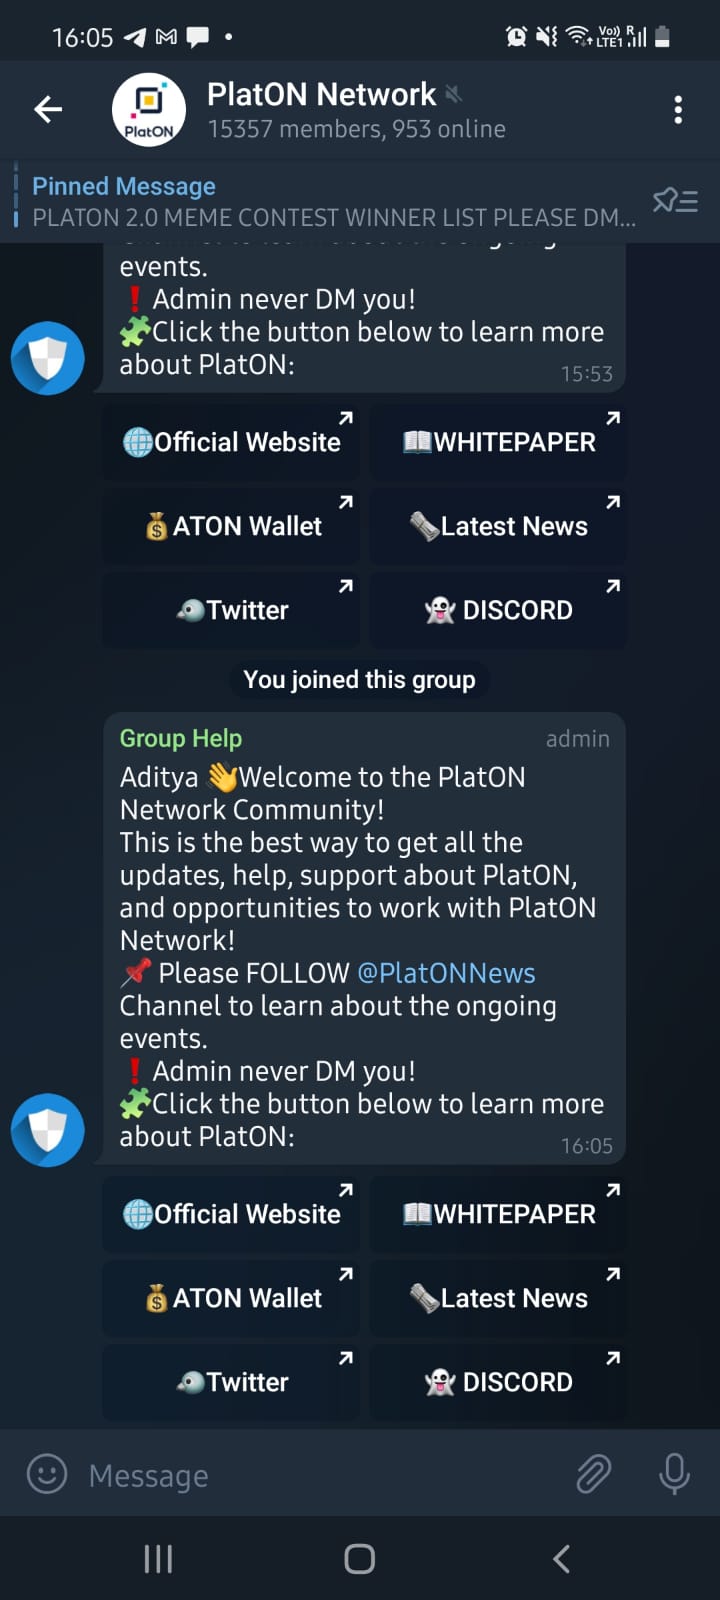 16:05
Vo)) R
LTE1
PlatON
PlatON Network
15357 members, 953 online
Pinned Message
PLATON 2.0 MEME CONTEST WINNER LIST PLEASE DM...
events.
❗ Admin never DM you!
🧩Click the button below to learn more
about PlatON:
15:53
🌐Official Website
📖WHITEPAPER
💰ATON Wallet
🗞Latest News
🐦Twitter
👻 DISCORD
You joined this group
Group Help
admin
Aditya 👋Welcome to the PlatON
Network Community!
This is the best way to get all the
updates, help, support about PlatON,
and opportunities to work with PlatON
Network!
📌 Please FOLLOW @PlatONNews
Channel to learn about the ongoing
events.
❗ Admin never DM you!
🧩Click the button below to learn more
about PlatON:
16:05
🌐Official Website
📖WHITEPAPER
💰ATON Wallet
🗞Latest News
🐦Twitter
👻 DISCORD
Message